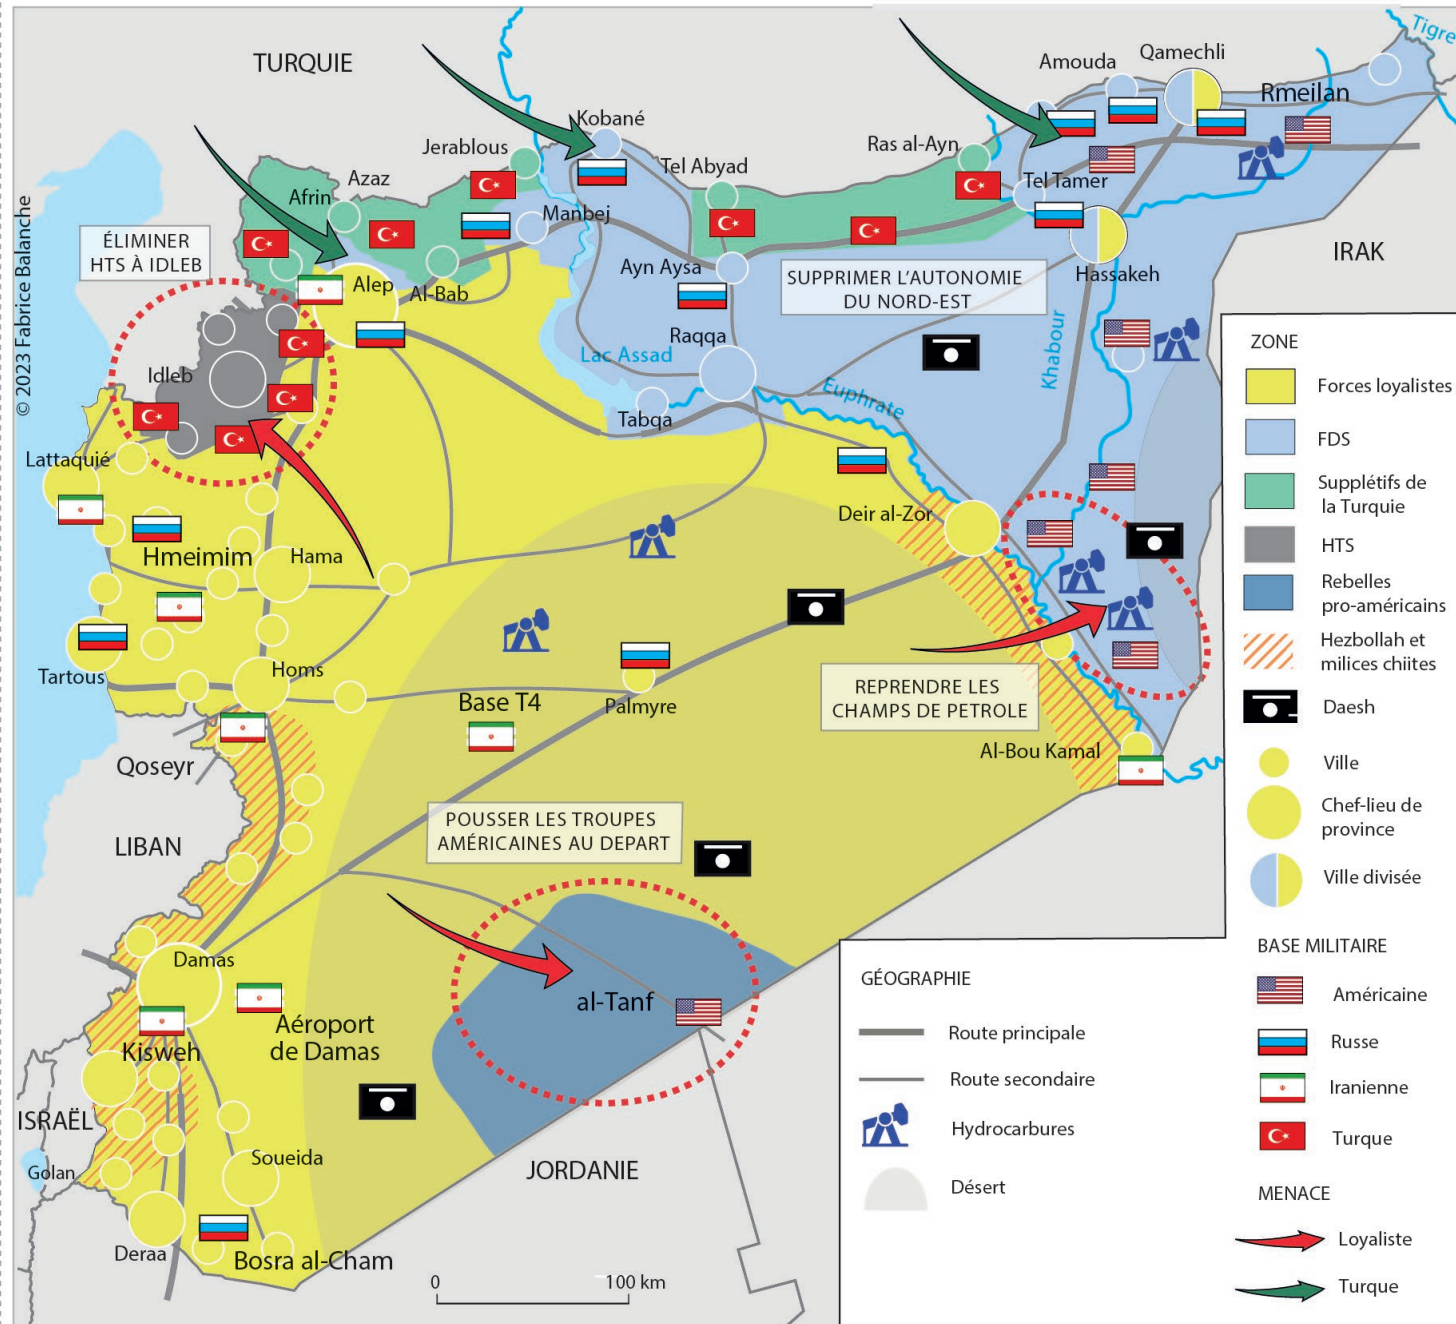 © 2023 Fabrice Balanche
TURQUIE
Tigre
Qamechli
Amouda
Rmeilan
Kobané
Jerablous
Ras al-Ayn
Tel Abyad
Azaz
Afrin
Tel Tamer
Manbej
ÉLIMINER
HTS À IDLEB
IRAK
Ayn Aysa
SUPPRIMER L'AUTONOMIE
DU NORD-EST
Hassakeh
Alep
Al-Bab
Raqqa
Khabour
Lac Assad
Idleb
Euphrate
Tabqa
Lattaquié
Deir al-Zor
Hmeimim
Hama
Tartous
Homs
Base T4
Palmyre
REPRENDRE LES
CHAMPS DE PETROLE
Al-Bou Kamal
Qoseyr
POUSSER LES TROUPES
AMÉRICAINES AU DEPART
LIBAN
Damas
al-Tanf
Aéroport
de Damas
Kisweh
ISRAËL
Golan
Soueida
JORDANIE
Deraa
Bosra al-Cham
0 100 km
ZONE
Forces loyalistes
FDS
Supplétifs de
la Turquie
HTS
Rebelles
pro-américains
Hezbollah et
milices chiites
Daesh
Ville
Chef-lieu de
province
Ville divisée
BASE MILITAIRE
Américaine
Russe
Iranienne
Turque
MENACE
Loyaliste
Turque
GÉOGRAPHIE
Route principale
Route secondaire
Hydrocarbures
Désert